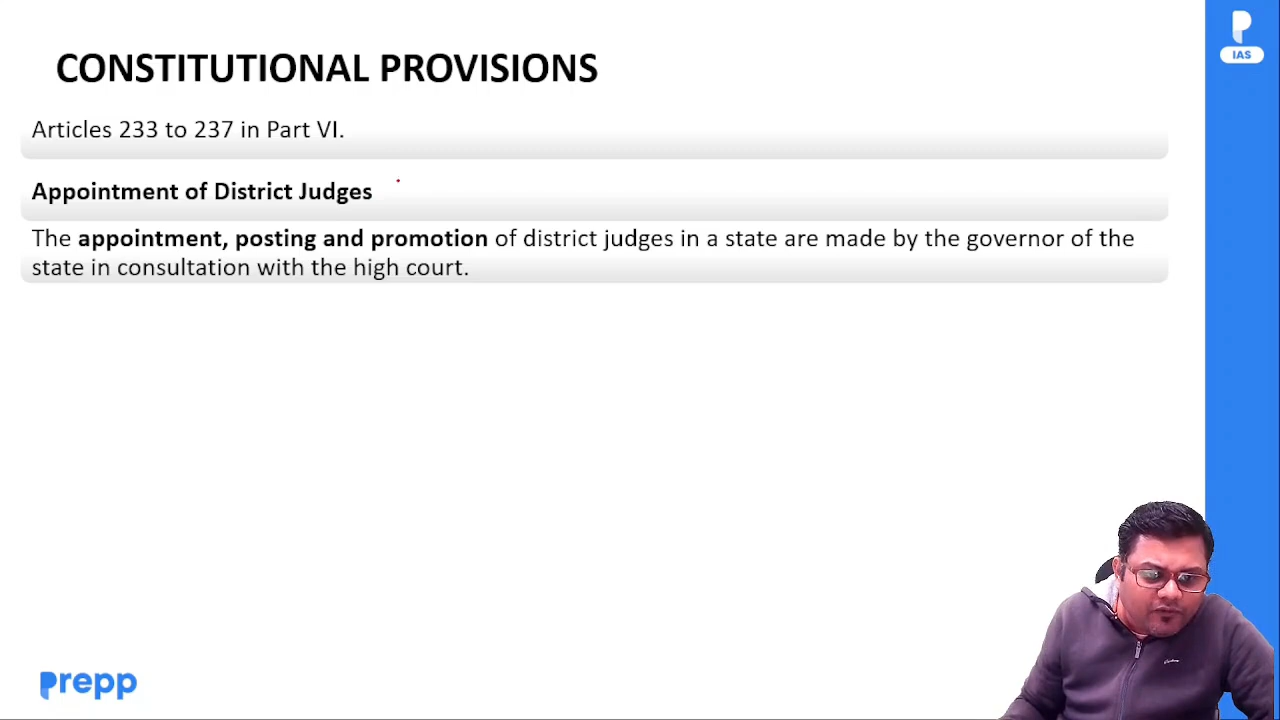 CONSTITUTIONAL PROVISIONS
IAS
Articles 233 to 237 in Part VI.
Appointment of District Judges
The appointment, posting and promotion of district judges in a state are made by the governor of the
state in consultation with the high court.
prepp